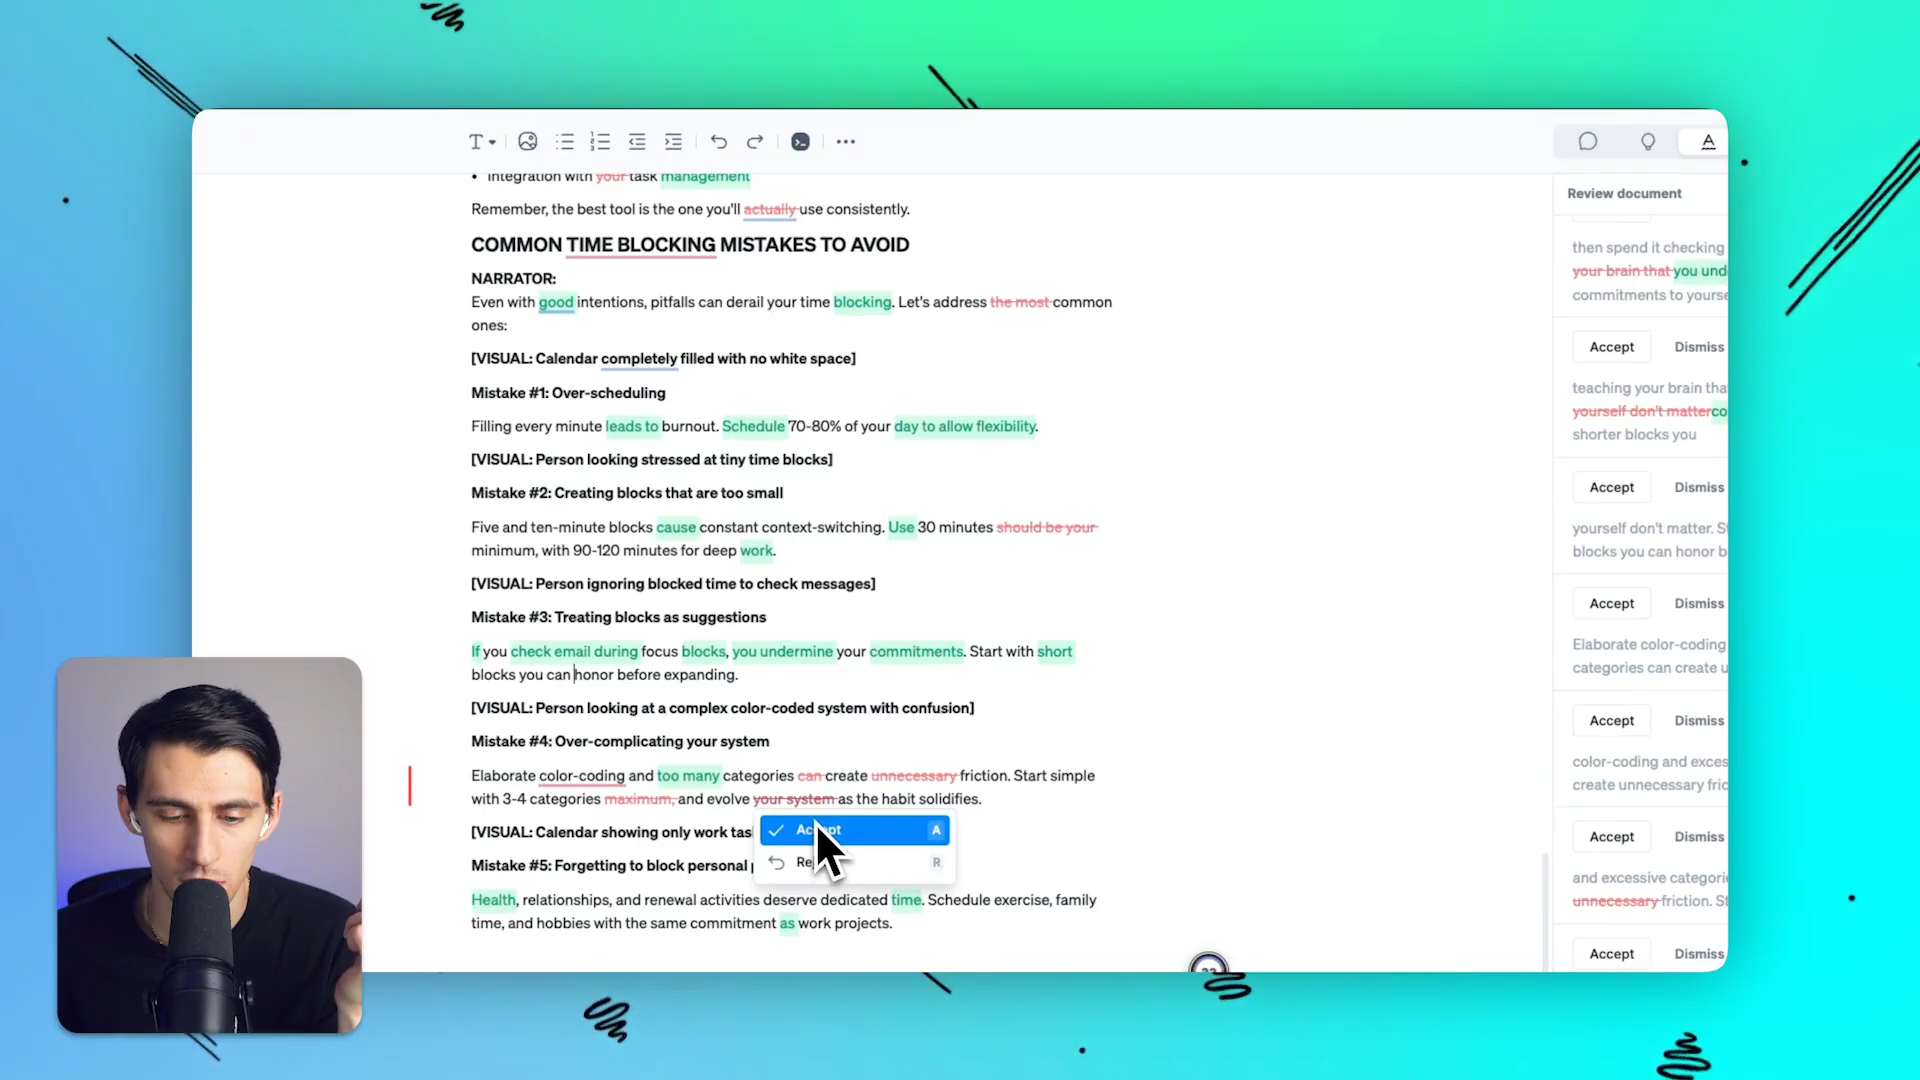 • Integration with your task management
Remember, the best tool is the one you'll actually use consistently.
COMMON TIME BLOCKING MISTAKES TO AVOID
NARRATOR:
Even with good intentions, pitfalls can derail your time blocking. Let's address the most common
ones:
[VISUAL: Calendar completely filled with no white space]
Mistake #1: Over-scheduling
Filling every minute leads to burnout. Schedule 70-80% of your day to allow flexibility.
[VISUAL: Person looking stressed at tiny time blocks]
Mistake #2: Creating blocks that are too small
Five and ten-minute blocks cause constant context-switching. Use 30 minutes should be your
minimum, with 90-120 minutes for deep work.
[VISUAL: Person ignoring blocked time to check messages]
Mistake #3: Treating blocks as suggestions
If you check email during focus blocks, you undermine your commitments. Start with short
blocks you can honor before expanding.
[VISUAL: Person looking at a complex color-coded system with confusion]
Mistake #4: Over-complicating your system
Elaborate color-coding and too many categories can create unnecessary friction. Start simple
with 3-4 categories maximum, and evolve your system as the habit solidifies.
[VISUAL: Calendar showing only work
Mistake #5: Forgetting to block personal
Health, relationships, and renewal activities deserve dedicated time. Schedule exercise, family
time, and hobbies with the same commitment as work projects.
Accept A
R
Review document
then spend it checking
your brain that you und
commitments to yourse
Accept Dismiss
teaching your brain tha
yourself don't matter co
shorter blocks you
Accept Dismiss
yourself don't matter. S
blocks you can honor b
Accept Dismiss
Elaborate color-coding
categories can create u
Accept Dismiss
color-coding and exces
create unnecessary fric
Accept Dismiss
and excessive categori
unnecessary friction. St
Accept Dismiss